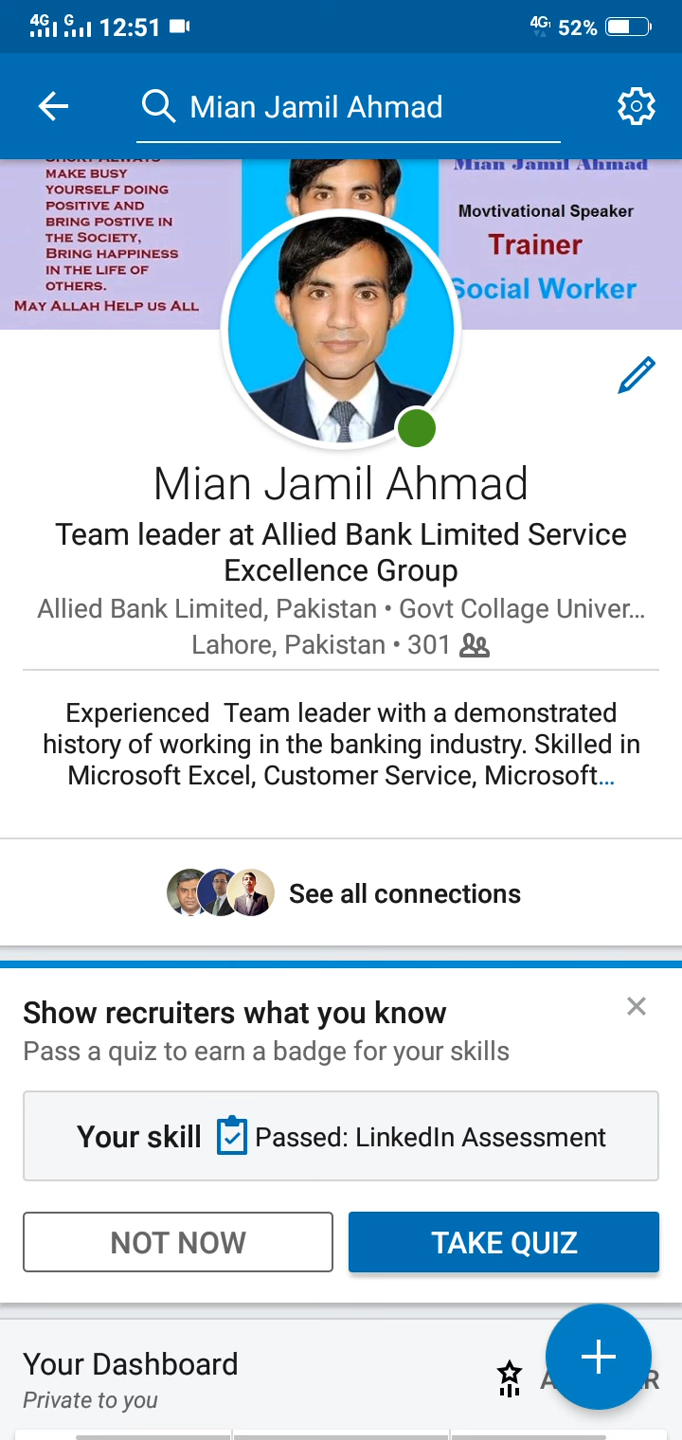 4G G 12:51 4G 52%
Mian Jamil Ahmad
MAKE BUSY
YOURSELF DOING
POSITIVE AND
BRING POSTIVE IN
THE SOCIETY,
BRING HAPPINESS
IN THE LIFE OF
OTHERS.
MAY ALLAH HELP US ALL
Mian Jamil Ahmad
Movtivational Speaker
Trainer
Social Worker
Mian Jamil Ahmad
Team leader at Allied Bank Limited Service
Excellence Group
Allied Bank Limited, Pakistan • Govt Collage Univer...
Lahore, Pakistan • 301
Experienced Team leader with a demonstrated
history of working in the banking industry. Skilled in
Microsoft Excel, Customer Service, Microsoft...
See all connections
Show recruiters what you know
Pass a quiz to earn a badge for your skills
Your skill Passed: LinkedIn Assessment
NOT NOW
TAKE QUIZ
Your Dashboard
Private to you